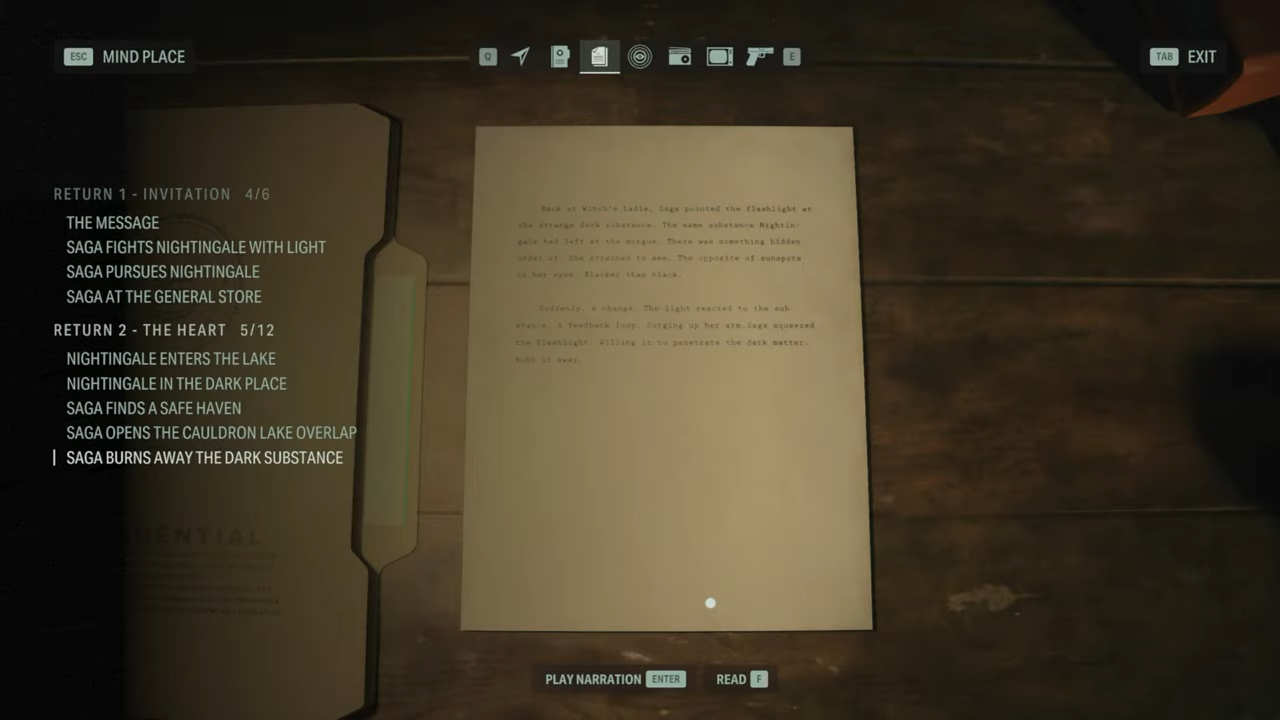 ESC MIND PLACE
Q
E
TAB EXIT
RETURN 1 - INVITATION 4/6
THE MESSAGE
SAGA FIGHTS NIGHTINGALE WITH LIGHT
SAGA PURSUES NIGHTINGALE
SAGA AT THE GENERAL STORE
RETURN 2 - THE HEART 5/12
NIGHTINGALE ENTERS THE LAKE
NIGHTINGALE IN THE DARK PLACE
SAGA FINDS A SAFE HAVEN
SAGA OPENS THE CAULDRON LAKE OVERLAP
SAGA BURNS AWAY THE DARK SUBSTANCE
ENTIAL
Back at Witch's Ladle, Saga pointed the flashlight at
the strange dark substance. The same substance Nightin-
gale had left at the morgue. There was something hidden
under it. She strained to see. The opposite of sunspots
in her eyes. Blacker than black.
Suddenly, a change. The light reacted to the sub-
stance. A feedback loop. Surging up her arm. Saga squeezed
the flashlight. Willing it to penetrate the dark matter.
Burn it away.
PLAY NARRATION ENTER READ F